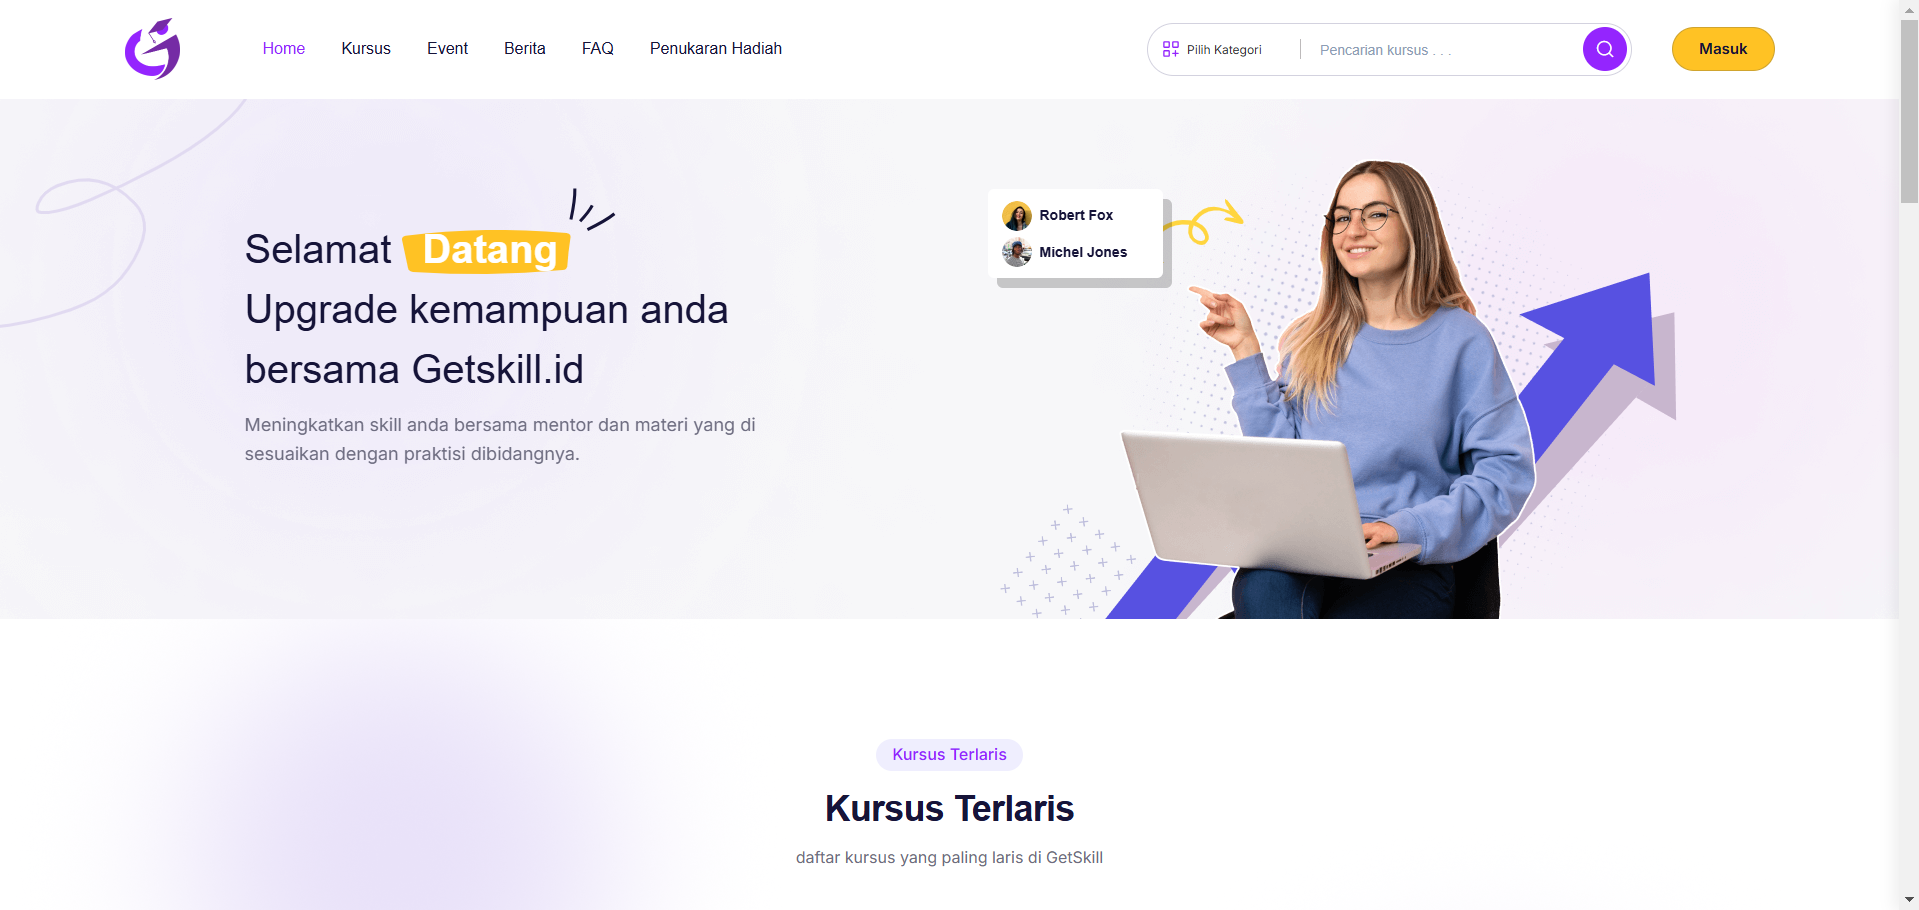 Home
Kursus
Event
Berita
FAQ
Penukaran Hadiah
Pilih Kategori
Pencarian kursus . . .
Masuk
Selamat Datang
Upgrade kemampuan anda
bersama Getskill.id
Meningkatkan skill anda bersama mentor dan materi yang di
sesuaikan dengan praktisi dibidangnya.
Robert Fox
Michel Jones
Kursus Terlaris
Kursus Terlaris
daftar kursus yang paling laris di GetSkill